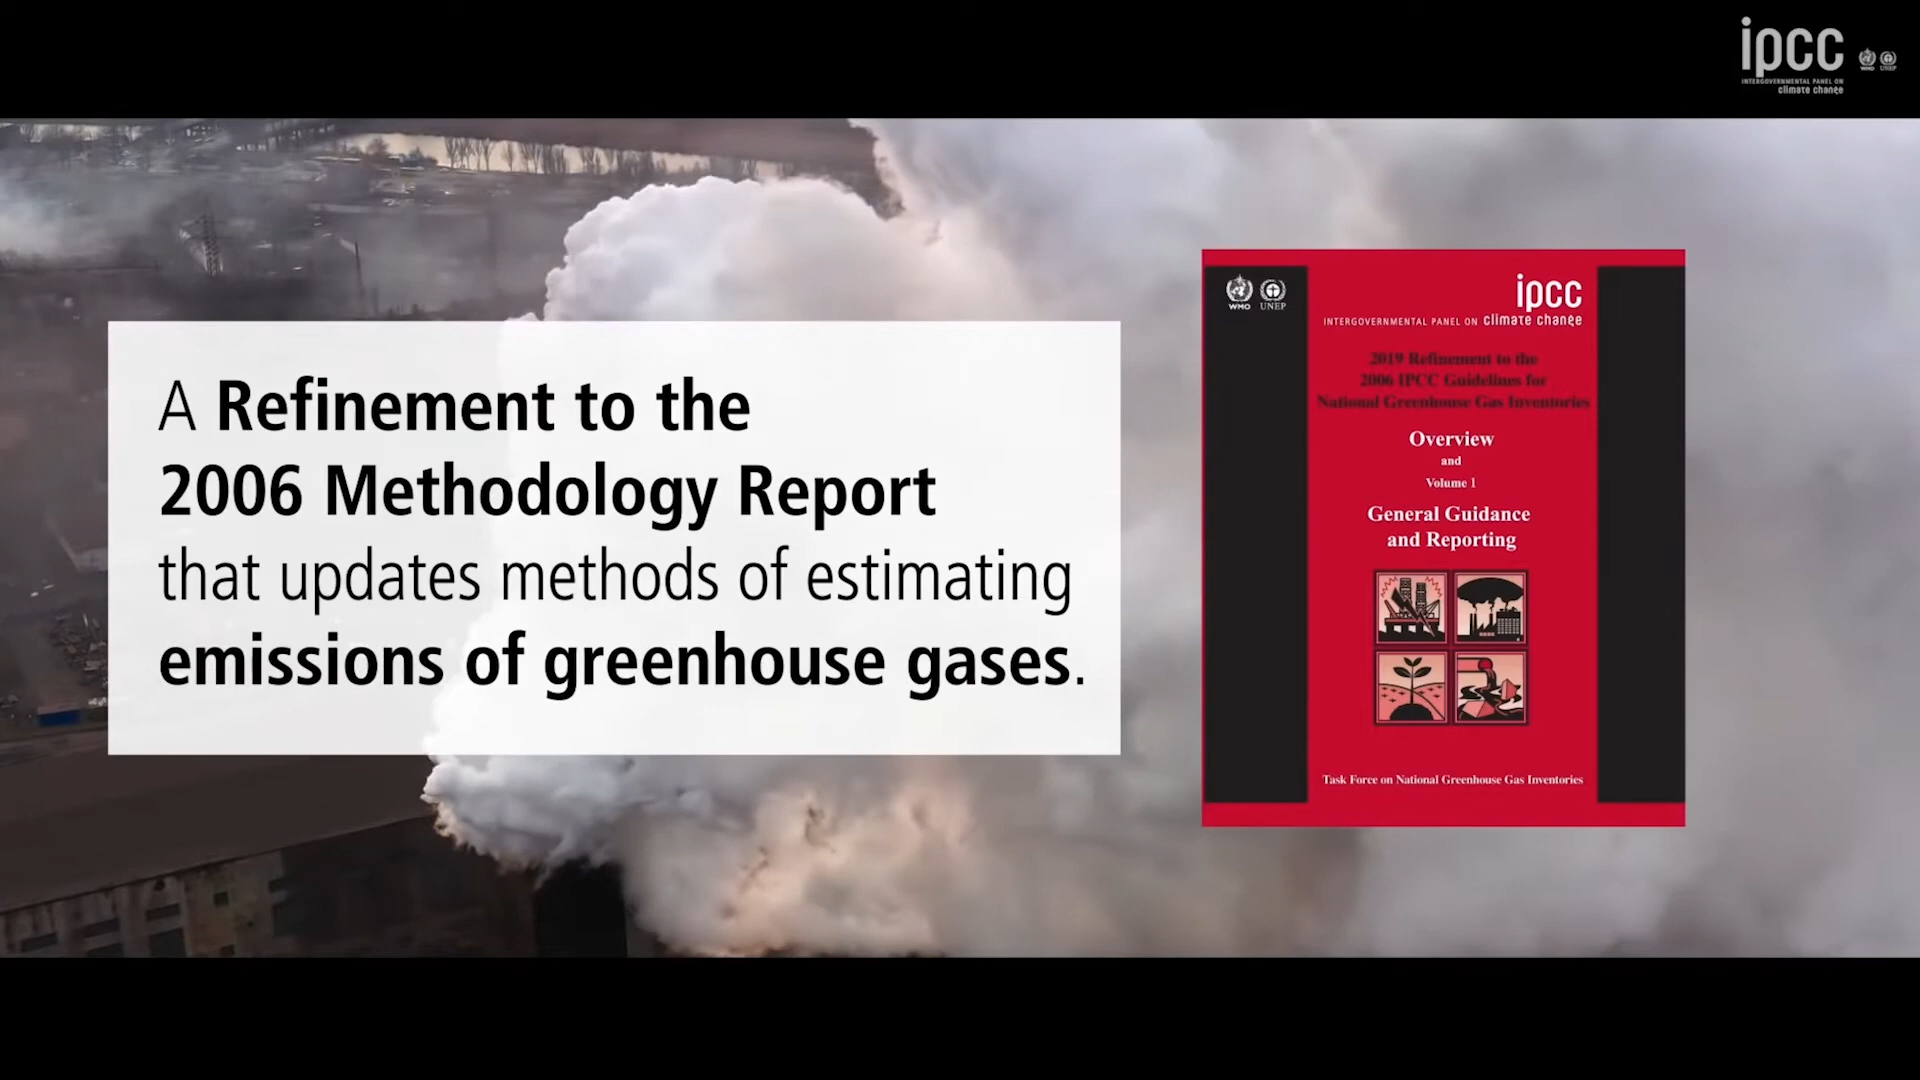 ipcc
INTERGOVERNMENTAL PANEL ON
climate change
WMO UNEP
A Refinement to the
2006 Methodology Report
that updates methods of estimating
emissions of greenhouse gases.
WMO UNEP
ipcc
INTERGOVERNMENTAL PANEL ON climate change
2019 Refinement to the
2006 IPCC Guidelines for
National Greenhouse Gas Inventories
Overview
and
Volume 1
General Guidance
and Reporting
Task Force on National Greenhouse Gas Inventories